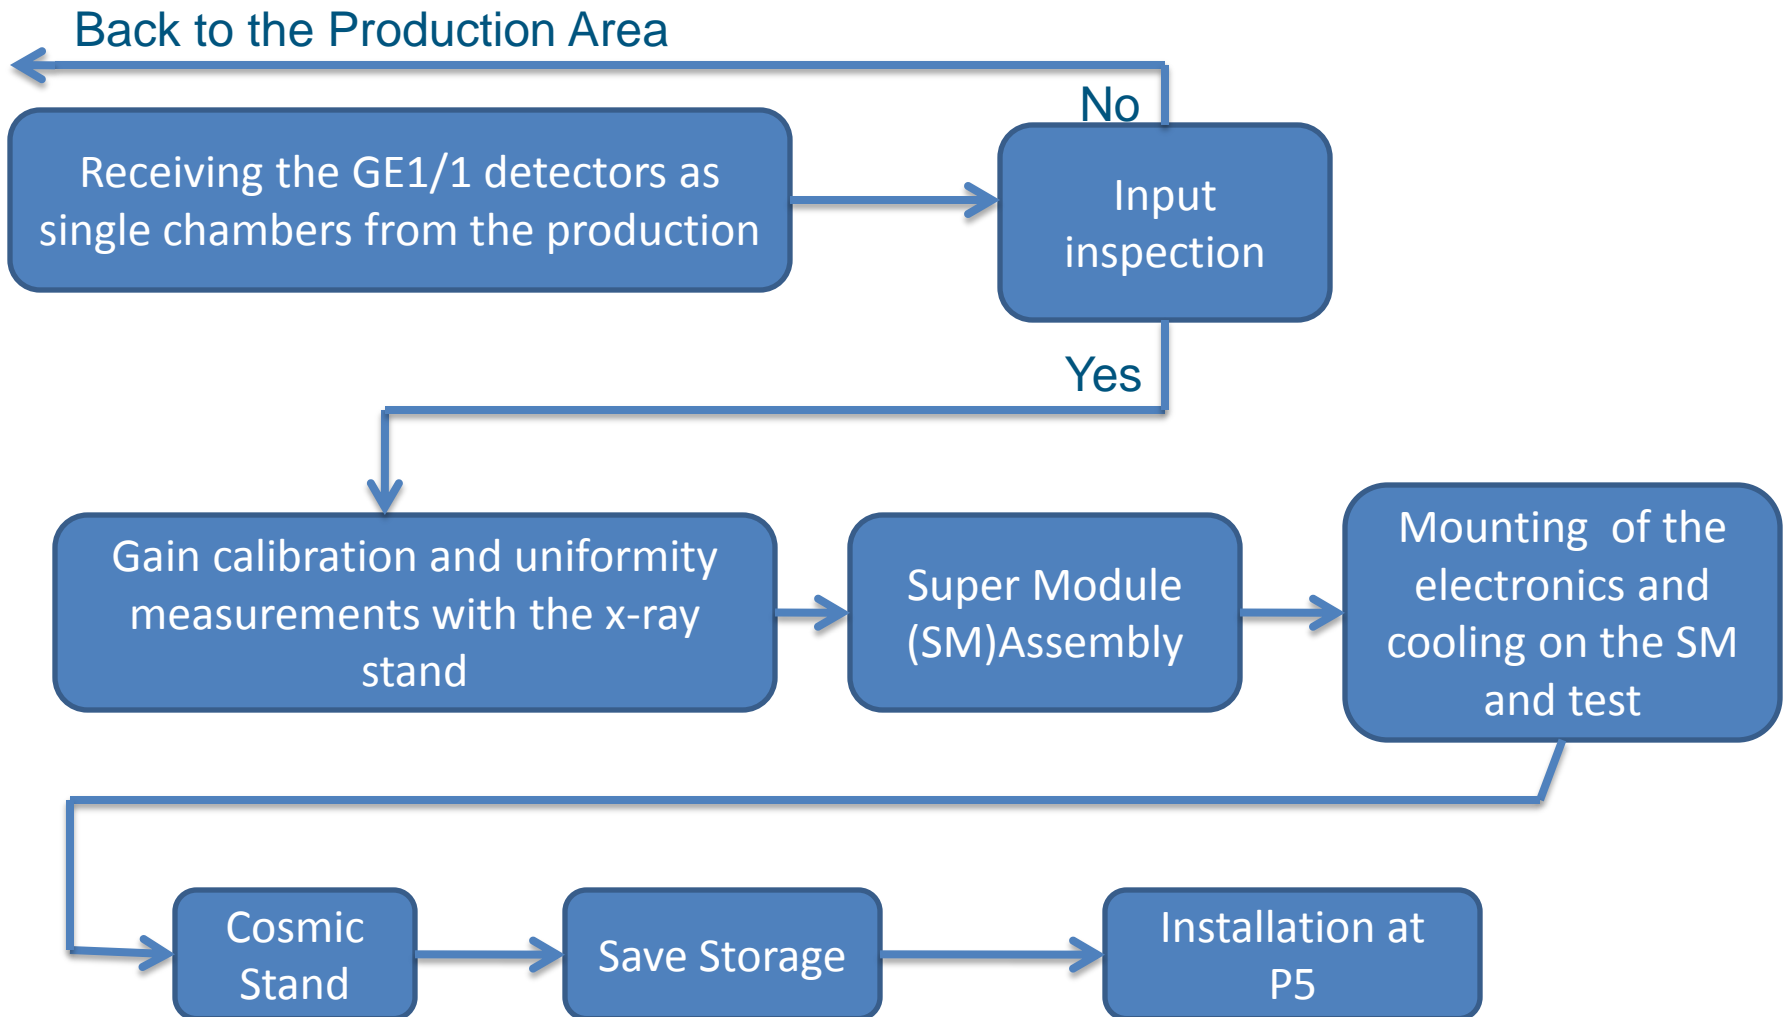 Back to the Production Area
No
Receiving the GE1/1 detectors as
single chambers from the production
Input
inspection
Yes
Gain calibration and uniformity
measurements with the x-ray
stand
Super Module
(SM)Assembly
Mounting  of the
electronics and
cooling on the SM
and test
Cosmic
Stand
Save Storage
Installation at
P5